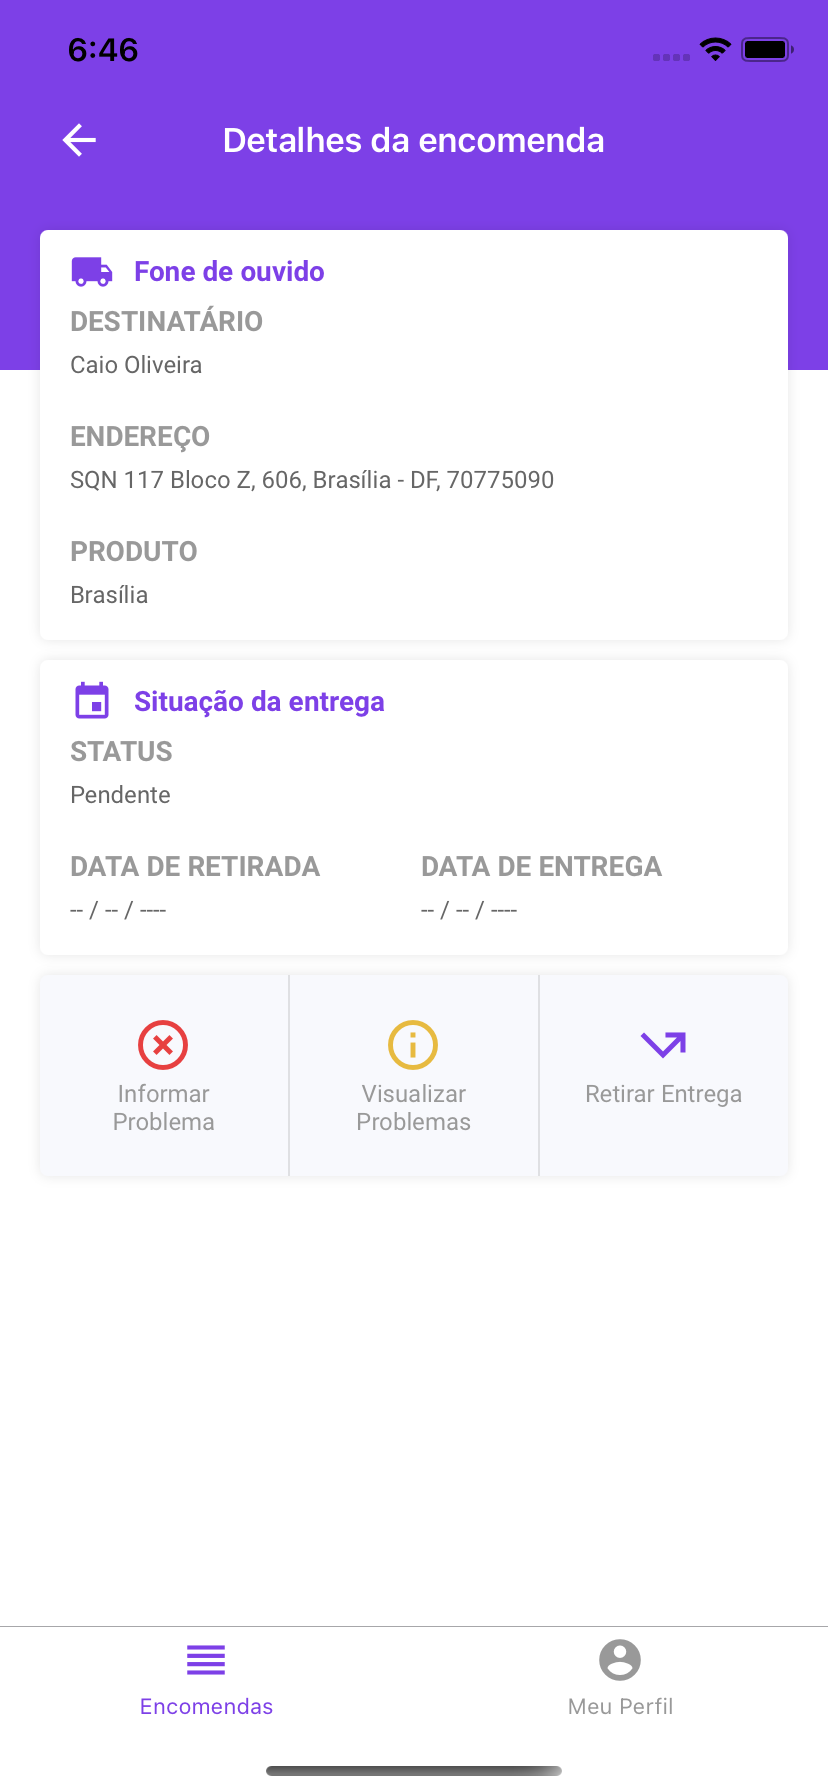 6:46
Detalhes da encomenda
Fone de ouvido
DESTINATÁRIO
Caio Oliveira
ENDEREÇO
SQN 117 Bloco Z, 606, Brasília - DF, 70775090
PRODUTO
Brasília
Situação da entrega
STATUS
Pendente
DATA DE RETIRADA
-- / -- / ----
DATA DE ENTREGA
-- / -- / ----
Informar
Problema
Visualizar
Problemas
Retirar Entrega
Encomendas
Meu Perfil